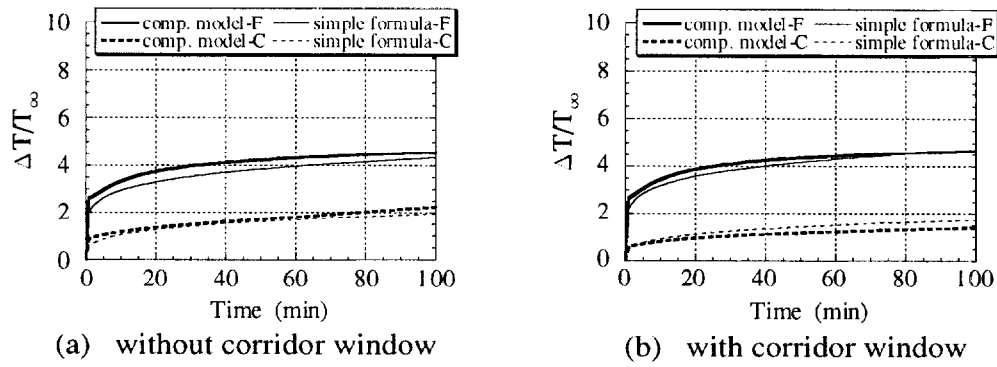 comp. model-F simple formula-F
comp. model-C simple formula-C
10
8
6
4
2
0
ΔT/T∞
0 20 40 60 80 100
Time (min)
(a) without corridor window
comp. model-F simple formula-F
comp. model-C simple formula-C
10
8
6
4
2
0
ΔT/T∞
0 20 40 60 80 100
Time (min)
(b) with corridor window